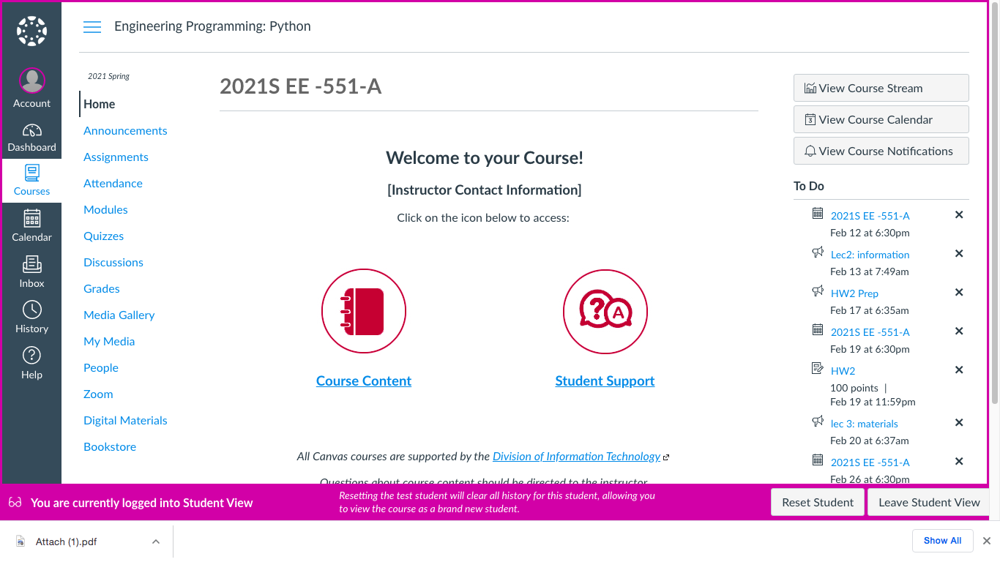 Engineering Programming: Python
Account
Dashboard
Courses
Calendar
Inbox
History
Help
2021 Spring
Home
Announcements
Assignments
Attendance
Modules
Quizzes
Discussions
Grades
Media Gallery
My Media
People
Zoom
Digital Materials
Bookstore
2021S EE -551-A
Welcome to your Course!
[Instructor Contact Information]
Click on the icon below to access:
A
Course Content
Student Support
All Canvas courses are supported by the Division of Information Technology
Questions about course content should be directed to the instructor
View Course Stream
3
View Course Calendar
View Course Notifications
To Do
2021S EE -551-A
Feb 12 at 6:30pm
Lec2: information
Feb 13 at 7:49am
HW2 Prep
Feb 17 at 6:35am
2021S EE -551-A
Feb 19 at 6:30pm
HW2
100 points |
Feb 19 at 11:59pm
lec 3: materials
Feb 20 at 6:37am
2021S EE -551-A
Feb 26 at 6:30pm
You are currently logged into Student View
Resetting the test student will clear all history for this student, allowing you
to view the course as a brand new student.
Reset Student
Leave Student View
Attach (1).pdf
Show All